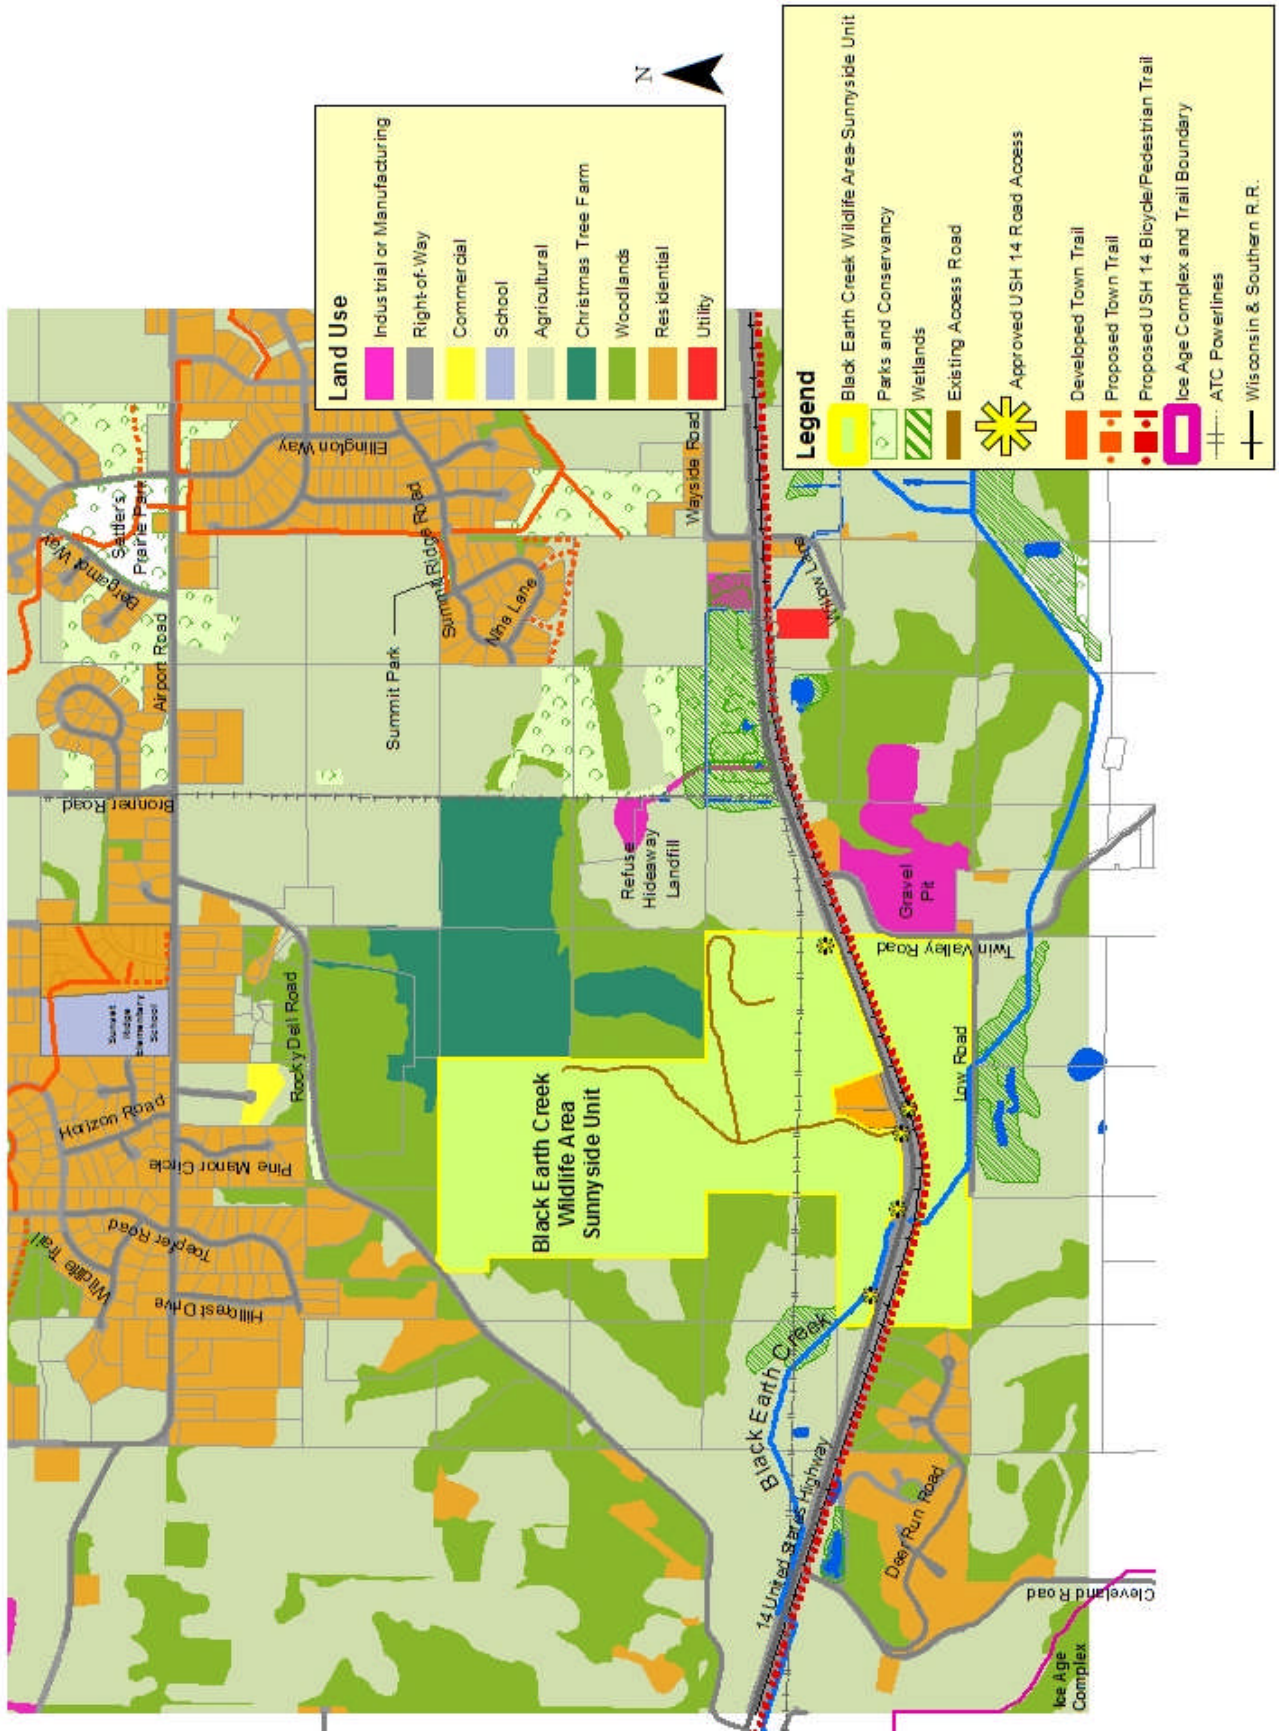 N
Land Use
Industrial or Manufacturing
Right-of-Way
Commercial
School
Agricultural
Christmas Tree Farm
Woodlands
Residential
Utility
Legend
Black Earth Creek Wildlife Area-Sunnyside Unit
Parks and Conservancy
Wetlands
Existing Access Road
Approved USH 14 Road Access
Developed Town Trail
Proposed Town Trail
Proposed USH 14 Bicycle/Pedestrian Trail
Ice Age Complex and Trail Boundary
ATC Powerlines
Wisconsin & Southern R.R.
Wildlife Trail
Hillcrest Drive
Toepfer Road
Pine Manor Circle
Horizon Road
Sunset
Ridge
Elementary
School
Rocky Dell Road
Bronner Road
Airport Road
Bergamot Way
Settler's
Prairie Park
Ellington Way
Summit Ridge Road
Summit Park
Nina Lane
Wayside Road
Willow Lane
Refuse
Hideaway
Landfill
Gravel
Pit
Twin Valley Road
Low Road
Black Earth Creek
Wildlife Area
Sunnyside Unit
Black Earth Creek
14 United States Highway
Deer Run Road
Cleveland Road
Ice Age
Complex